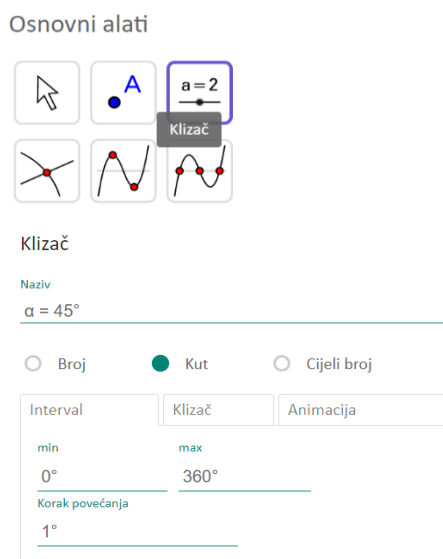 Osnovni alati
A
a = 2
Klizač
Klizač
Naziv
α = 45°
Broj Kut Cijeli broj
Interval Klizač Animacija
min max
0° 360°
Korak povećanja
1°